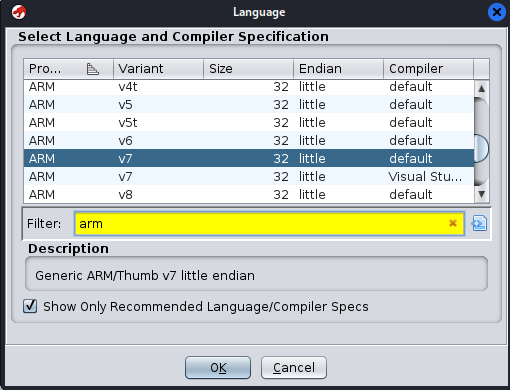 Language
Select Language and Compiler Specification
Pro... Variant Size Endian Compiler
ARM v4t 32 little default
ARM v5 32 little default
ARM v5t 32 little default
ARM v6 32 little default
ARM v7 32 little default
ARM v7 32 little Visual Stu...
ARM v8 32 little default
Filter: arm
Description
Generic ARM/Thumb v7 little endian
Show Only Recommended Language/Compiler Specs
OK Cancel